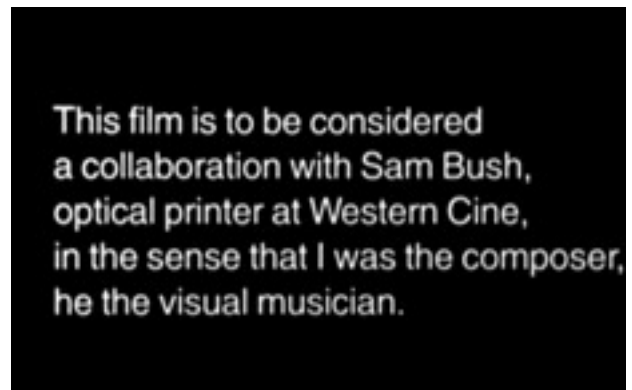 This film is to be considered
a collaboration with Sam Bush,
optical printer at Western Cine,
in the sense that I was the composer,
he the visual musician.